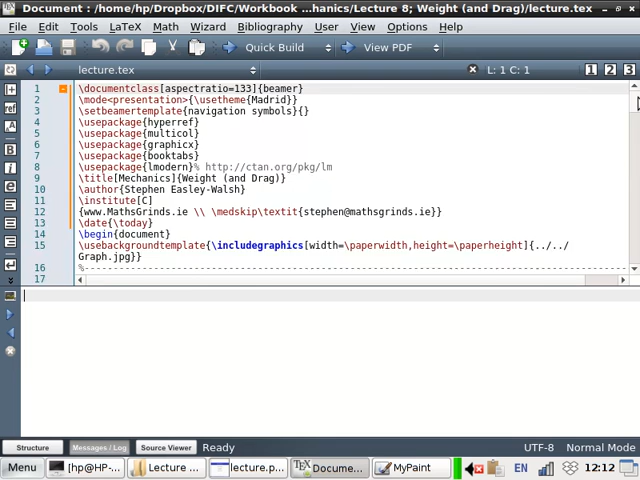 Document : /home/hp/Dropbox/DIFC/Workbook ...hanics/Lecture 8; Weight (and Drag)/lecture.tex
File Edit Tools LaTeX Math Wizard Bibliography User View Options Help
Quick Build View PDF
lecture.tex L: 1 C: 1 1 2 3
1 \documentclass[aspectratio=133]{beamer}
2 \mode<presentation>{\usetheme{Madrid}}
3 \setbeamertemplate{navigation symbols}{}
4 \usepackage{hyperref}
5 \usepackage{multicol}
6 \usepackage{graphicx}
7 \usepackage{booktabs}
8 \usepackage{lmodern}% http://ctan.org/pkg/lm
9 \title[Mechanics]{Weight (and Drag)}
10 \author{Stephen Easley-Walsh}
11 \institute[C]
12 {www.MathsGrinds.ie \\ \medskip\textit{stephen@mathsgrinds.ie}}
13 \date{\today}
14 \begin{document}
15 \usebackgroundtemplate{\includegraphics[width=\paperwidth,height=\paperheight]{../../
Graph.jpg}}
16 %--------------------------------------------------------------------------------
17
Structure Messages / Log Source Viewer Ready UTF-8 Normal Mode
Menu [hp@HP-... Lecture ... lecture.p... Docume... MyPaint EN 12:12